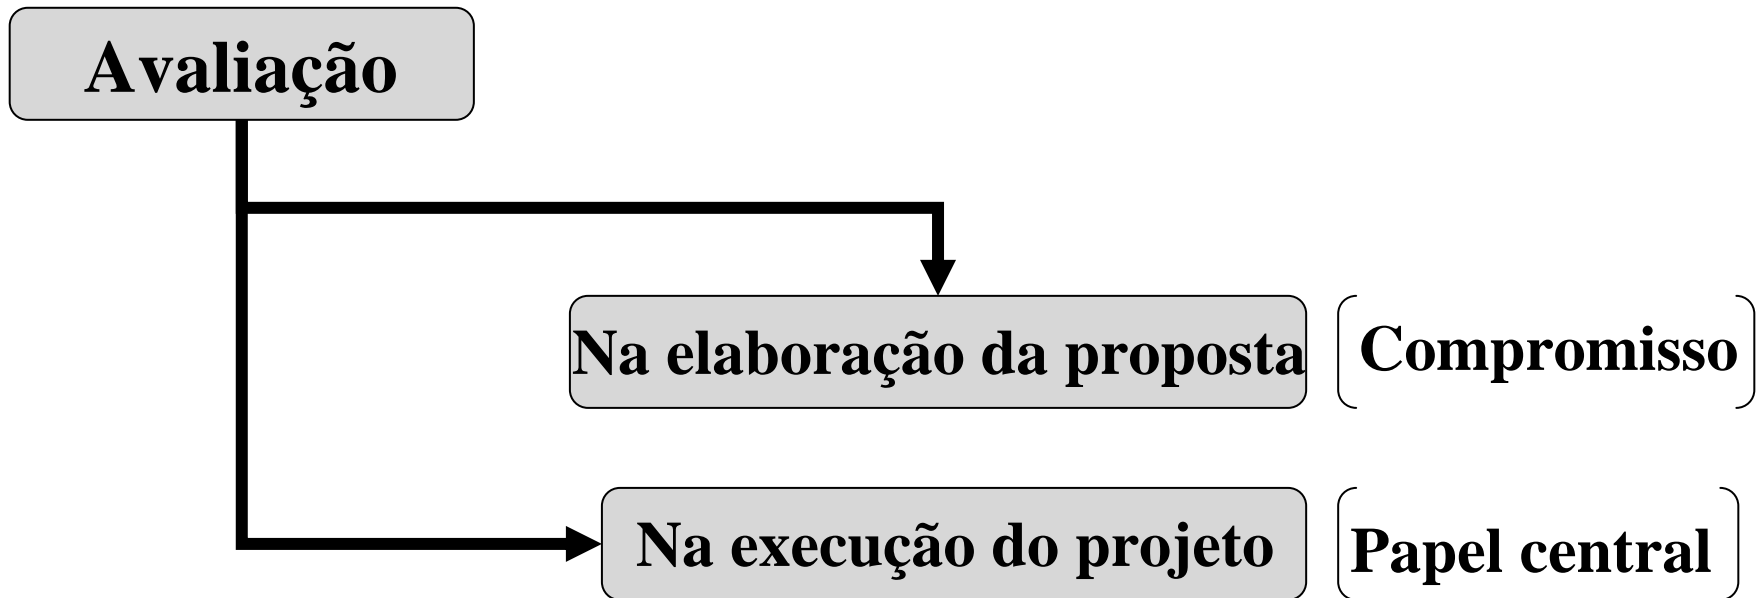 Avaliação
Na elaboração da proposta
Compromisso
Na execução do projeto
Papel central